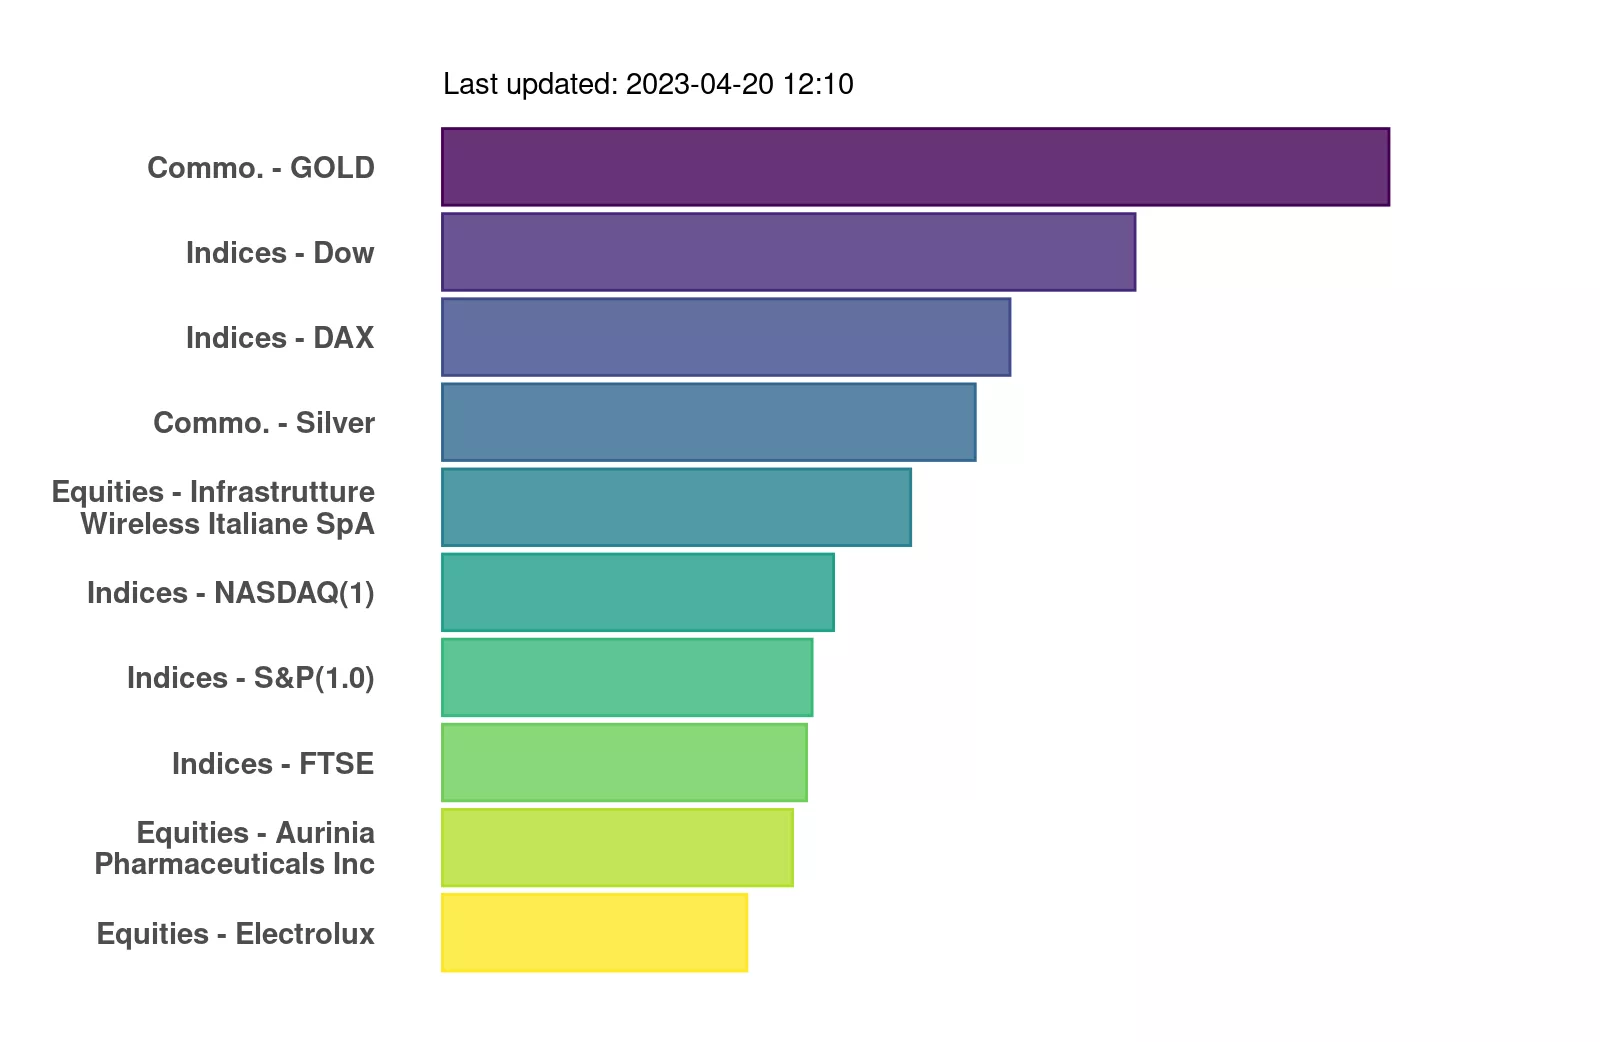 Last updated: 2023-04-20 12:10
Commo. - GOLD
Indices - Dow
Indices - DAX
Commo. - Silver
Equities - Infrastrutture
Wireless Italiane SpA
Indices - NASDAQ(1)
Indices - S&P(1.0)
Indices - FTSE
Equities - Aurinia
Pharmaceuticals Inc
Equities - Electrolux